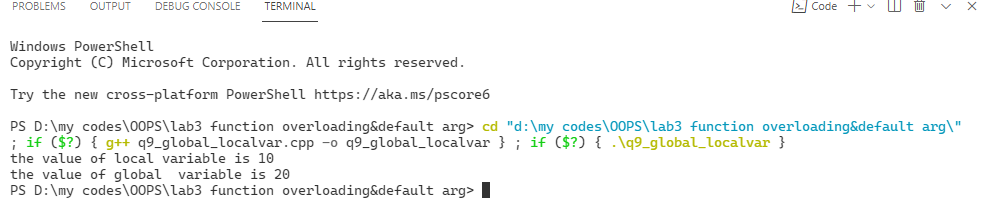 PROBLEMS OUTPUT DEBUG CONSOLE TERMINAL Code
Windows PowerShell
Copyright (C) Microsoft Corporation. All rights reserved.
Try the new cross-platform PowerShell https://aka.ms/pscore6
PS D:\my codes\OOPS\lab3 function overloading&default arg> cd "d:\my codes\OOPS\lab3 function overloading&default arg\"
; if ($?) { g++ q9_global_localvar.cpp -o q9_global_localvar } ; if ($?) { .\q9_global_localvar }
the value of local variable is 10
the value of global  variable is 20
PS D:\my codes\OOPS\lab3 function overloading&default arg>